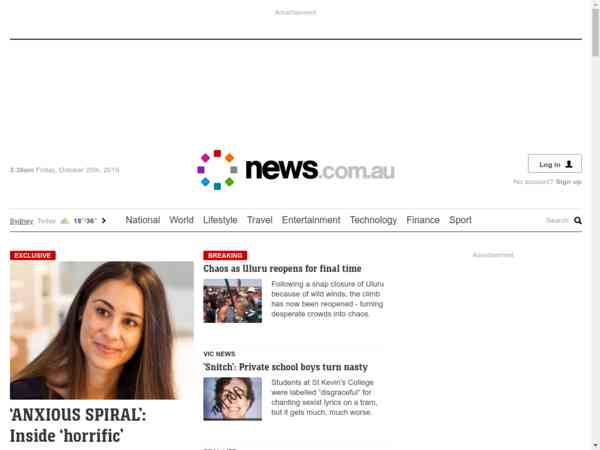 Advertisement
news.com.au
3:38am Friday, October 25th, 2019
Log in
No account? Sign up
Sydney Today 18°/36°
National World Lifestyle Travel Entertainment Technology Finance Sport
Search
EXCLUSIVE
'ANXIOUS SPIRAL':
Inside 'horrific'
BREAKING
Chaos as Uluru reopens for final time
Following a snap closure of Uluru
because of wild winds, the climb
has now been reopened - turning
desperate crowds into chaos.
VIC NEWS
'Snitch': Private school boys turn nasty
Students at St Kevin's College
were labelled "disgraceful" for
chanting sexist lyrics on a tram,
but it gets much, much worse.
Advertisement